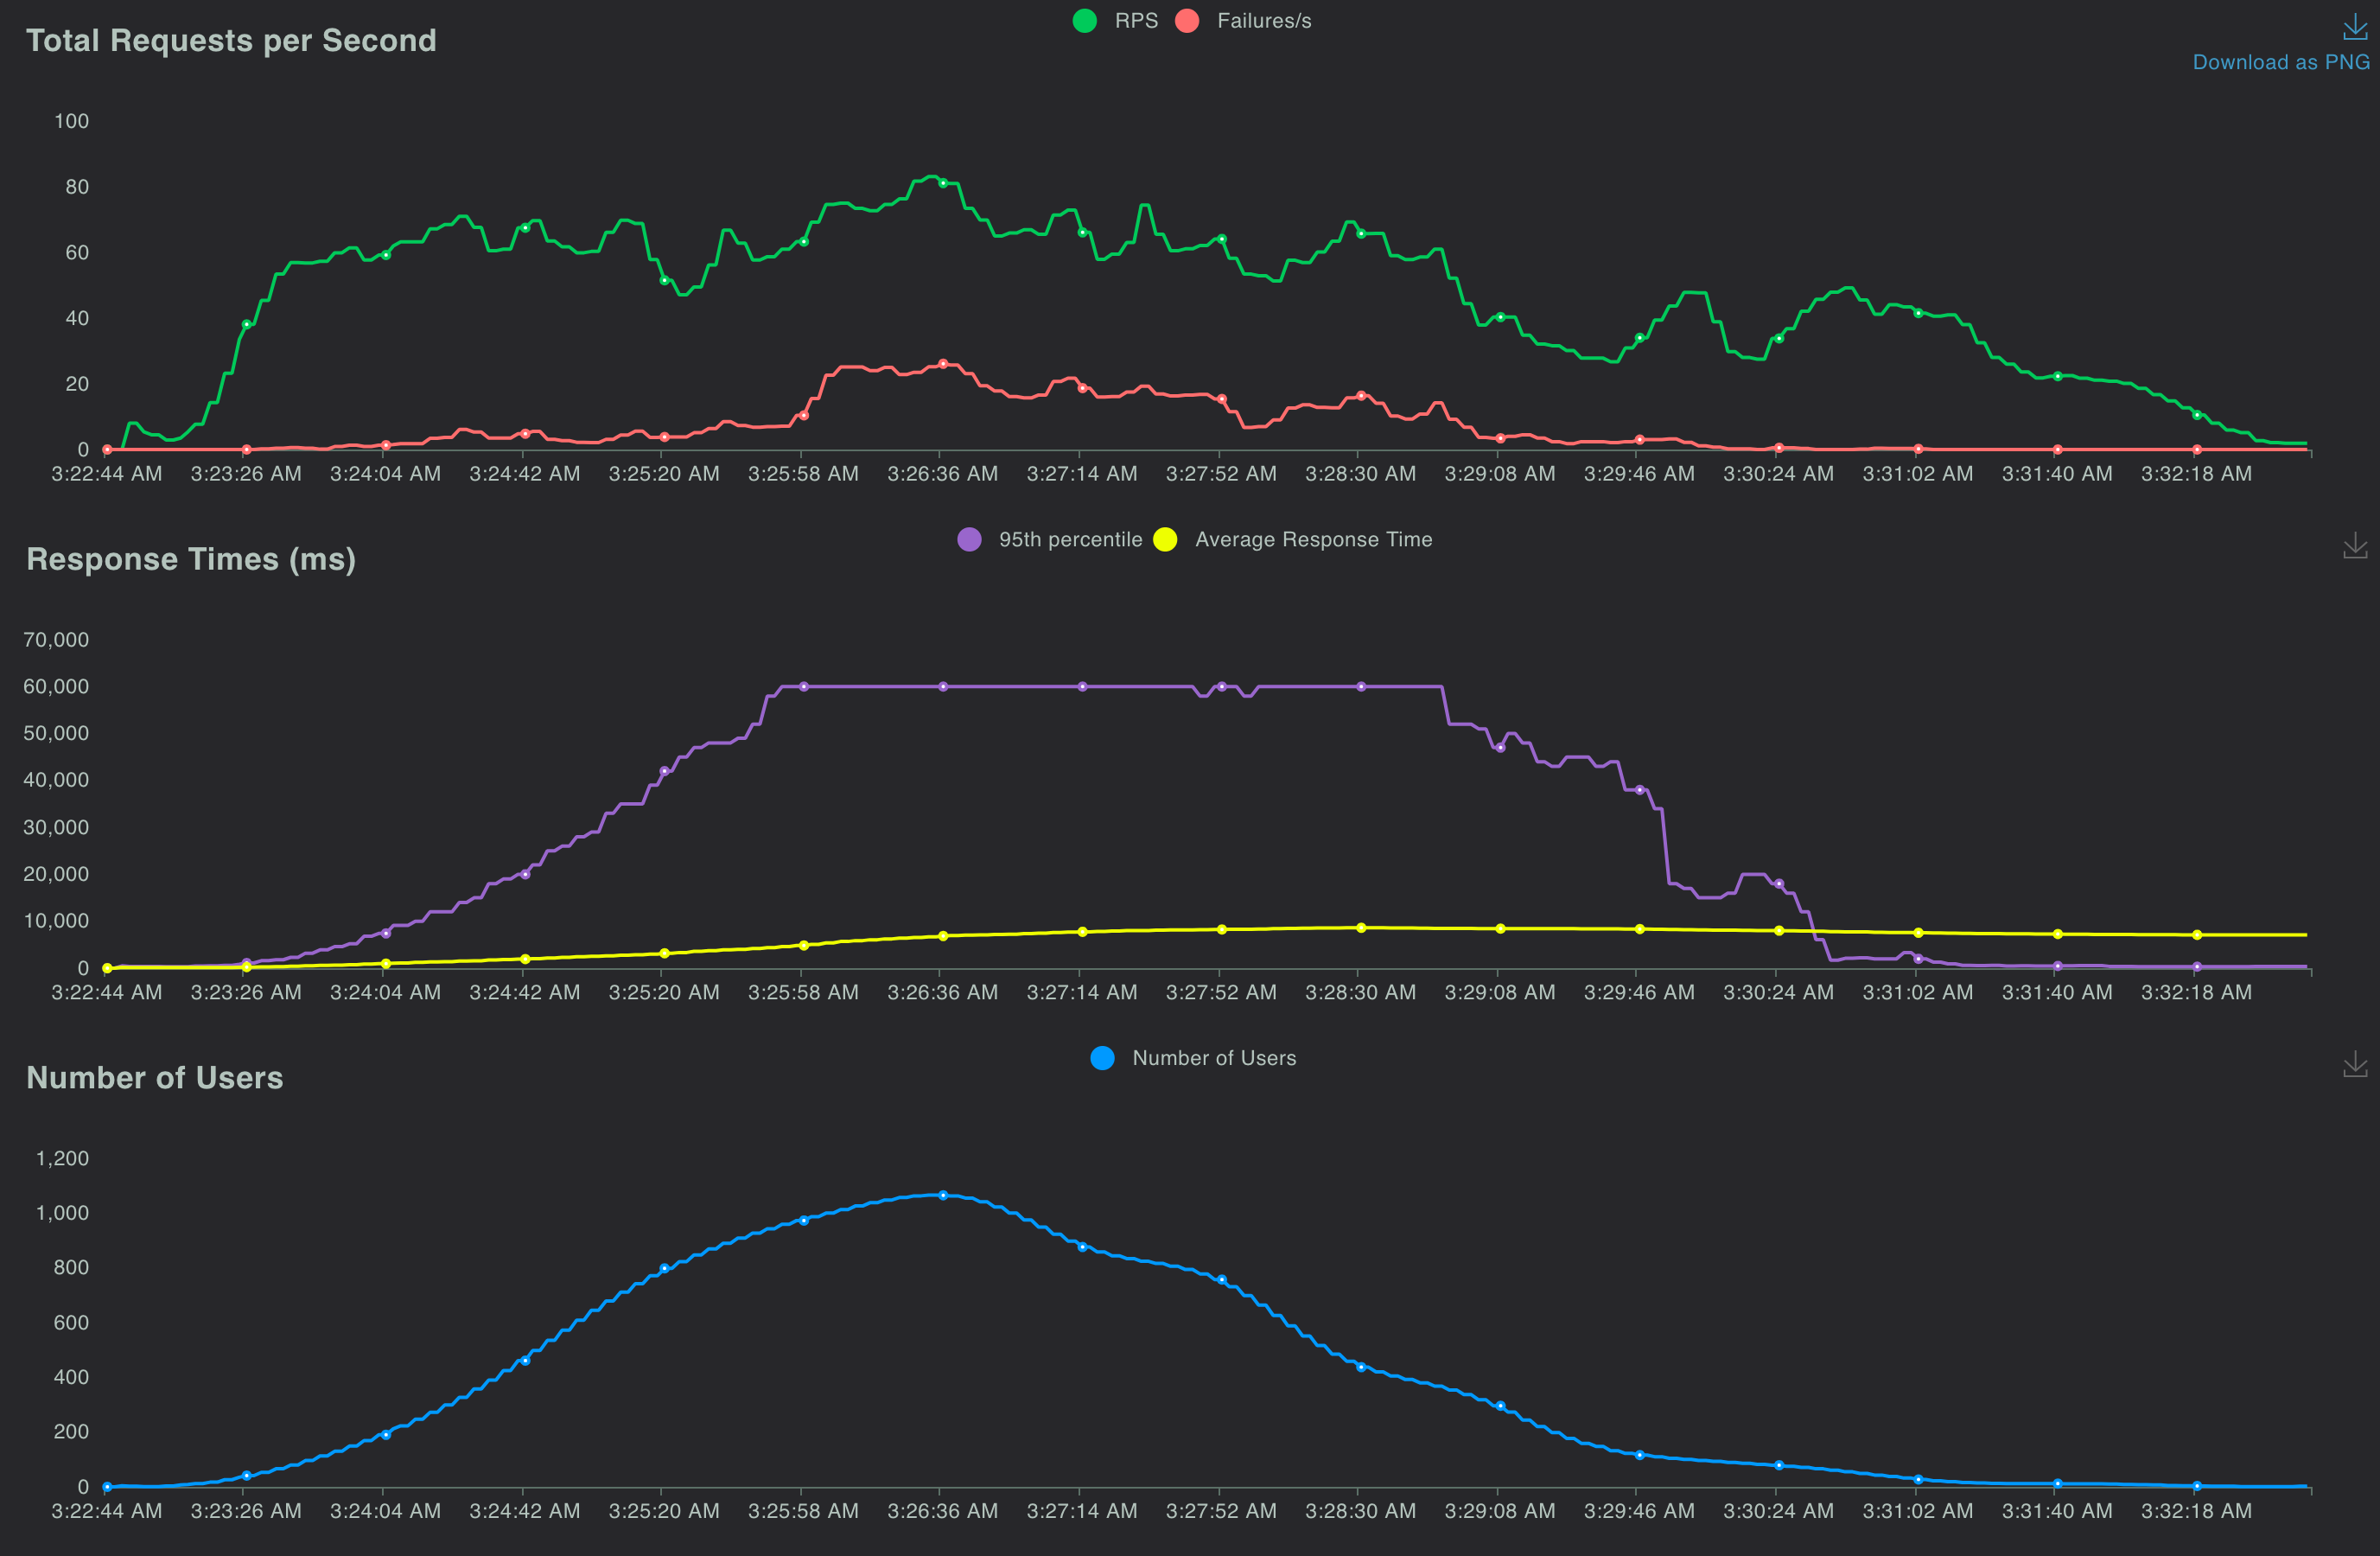 RPS Failures/s
Total Requests per Second
Download as PNG
100
80
60
40
20
0
3:22:44 AM 3:23:26 AM 3:24:04 AM 3:24:42 AM 3:25:20 AM 3:25:58 AM 3:26:36 AM 3:27:14 AM 3:27:52 AM 3:28:30 AM 3:29:08 AM 3:29:46 AM 3:30:24 AM 3:31:02 AM 3:31:40 AM 3:32:18 AM
95th percentile Average Response Time
Response Times (ms)
70,000
60,000
50,000
40,000
30,000
20,000
10,000
0
3:22:44 AM 3:23:26 AM 3:24:04 AM 3:24:42 AM 3:25:20 AM 3:25:58 AM 3:26:36 AM 3:27:14 AM 3:27:52 AM 3:28:30 AM 3:29:08 AM 3:29:46 AM 3:30:24 AM 3:31:02 AM 3:31:40 AM 3:32:18 AM
Number of Users
Number of Users
1,200
1,000
800
600
400
200
0
3:22:44 AM 3:23:26 AM 3:24:04 AM 3:24:42 AM 3:25:20 AM 3:25:58 AM 3:26:36 AM 3:27:14 AM 3:27:52 AM 3:28:30 AM 3:29:08 AM 3:29:46 AM 3:30:24 AM 3:31:02 AM 3:31:40 AM 3:32:18 AM